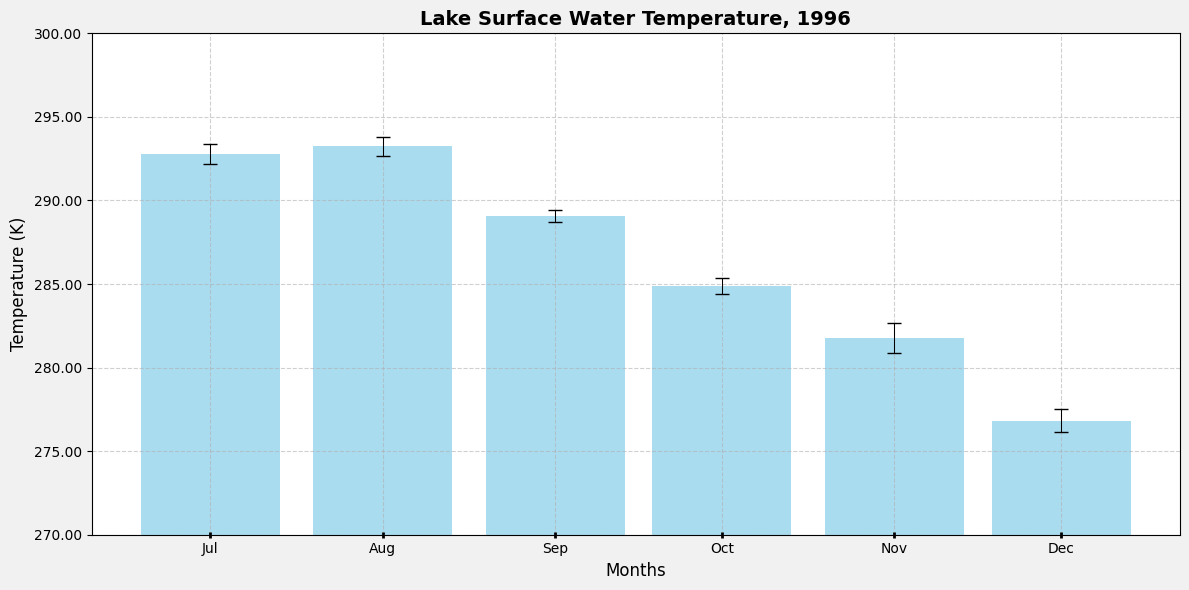 Lake Surface Water Temperature, 1996
300.00
295.00
290.00
285.00
280.00
275.00
270.00
Temperature (K)
Jul Aug Sep Oct Nov Dec
Months